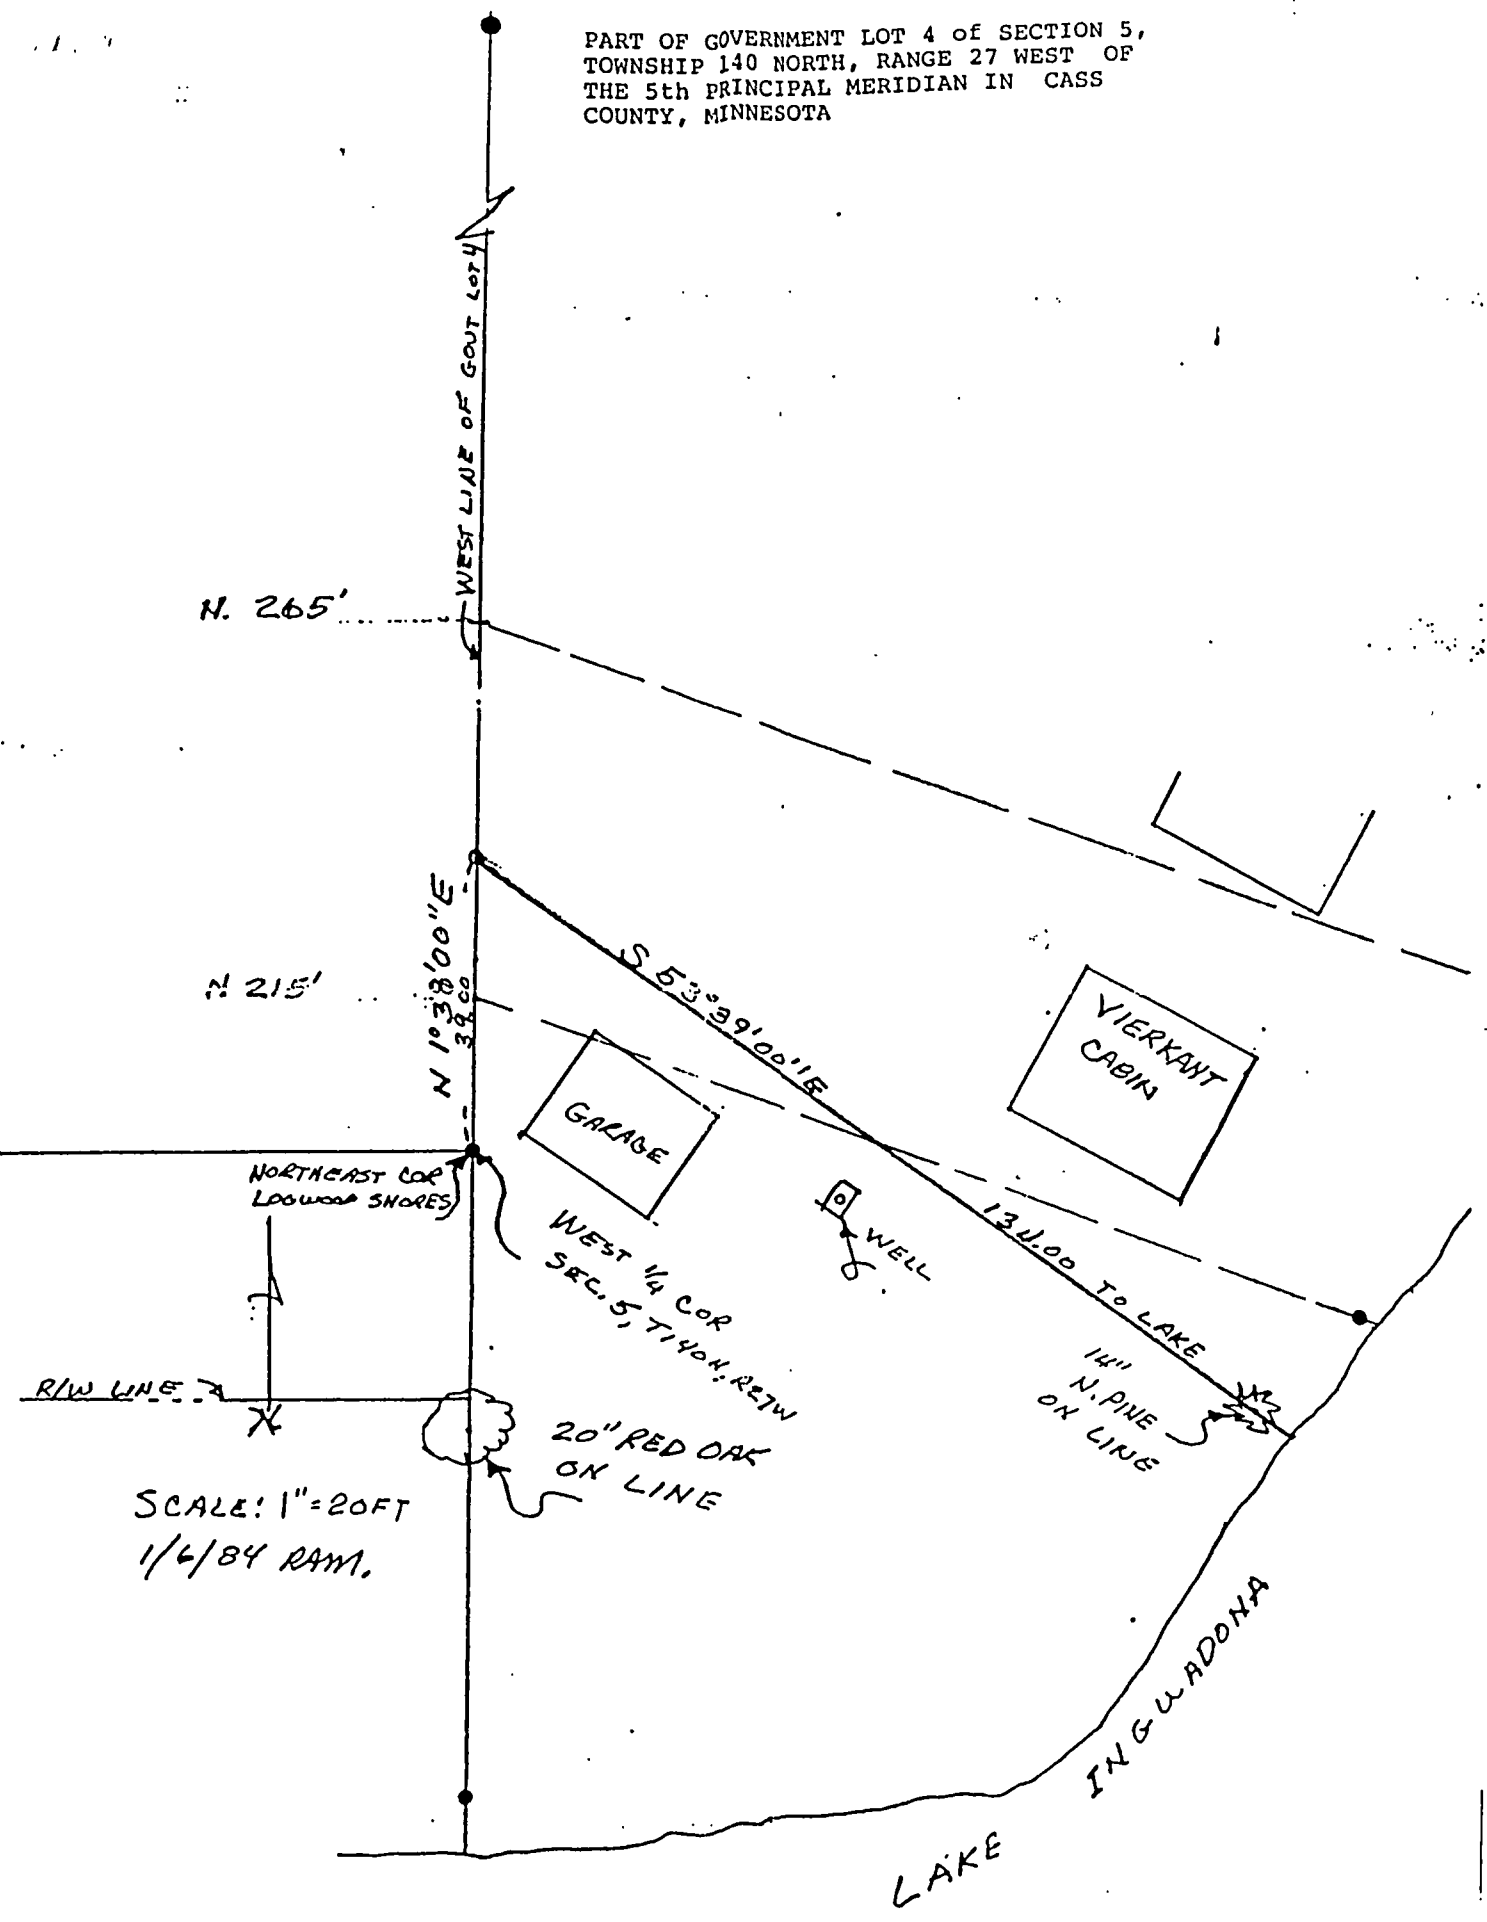 PART OF GOVERNMENT LOT 4 of SECTION 5,
TOWNSHIP 140 NORTH, RANGE 27 WEST OF
THE 5th PRINCIPAL MERIDIAN IN CASS
COUNTY, MINNESOTA
WEST LINE OF GOVT LOT 4
N. 265'
N 1°38'00"E
39.00
N 215'
S 53°39'00"E
134.00 TO LAKE
VIERKANT
CABIN
GARAGE
NORTHEAST COR
LOGWOOD SHORES
WEST 1/4 COR
SEC. 5, T140N, R27W
WELL
14"
N. PINE
ON LINE
R/W LINE
20" RED OAK
ON LINE
SCALE: 1"=20FT
1/6/84 RAM.
LAKE INGUADONA